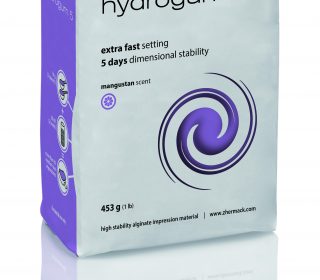 hydrogum 5
extra fast setting
5 days dimensional stability
mangustan scent
453 g (1 lb)
www.zhermack.com
high stability alginate impression material